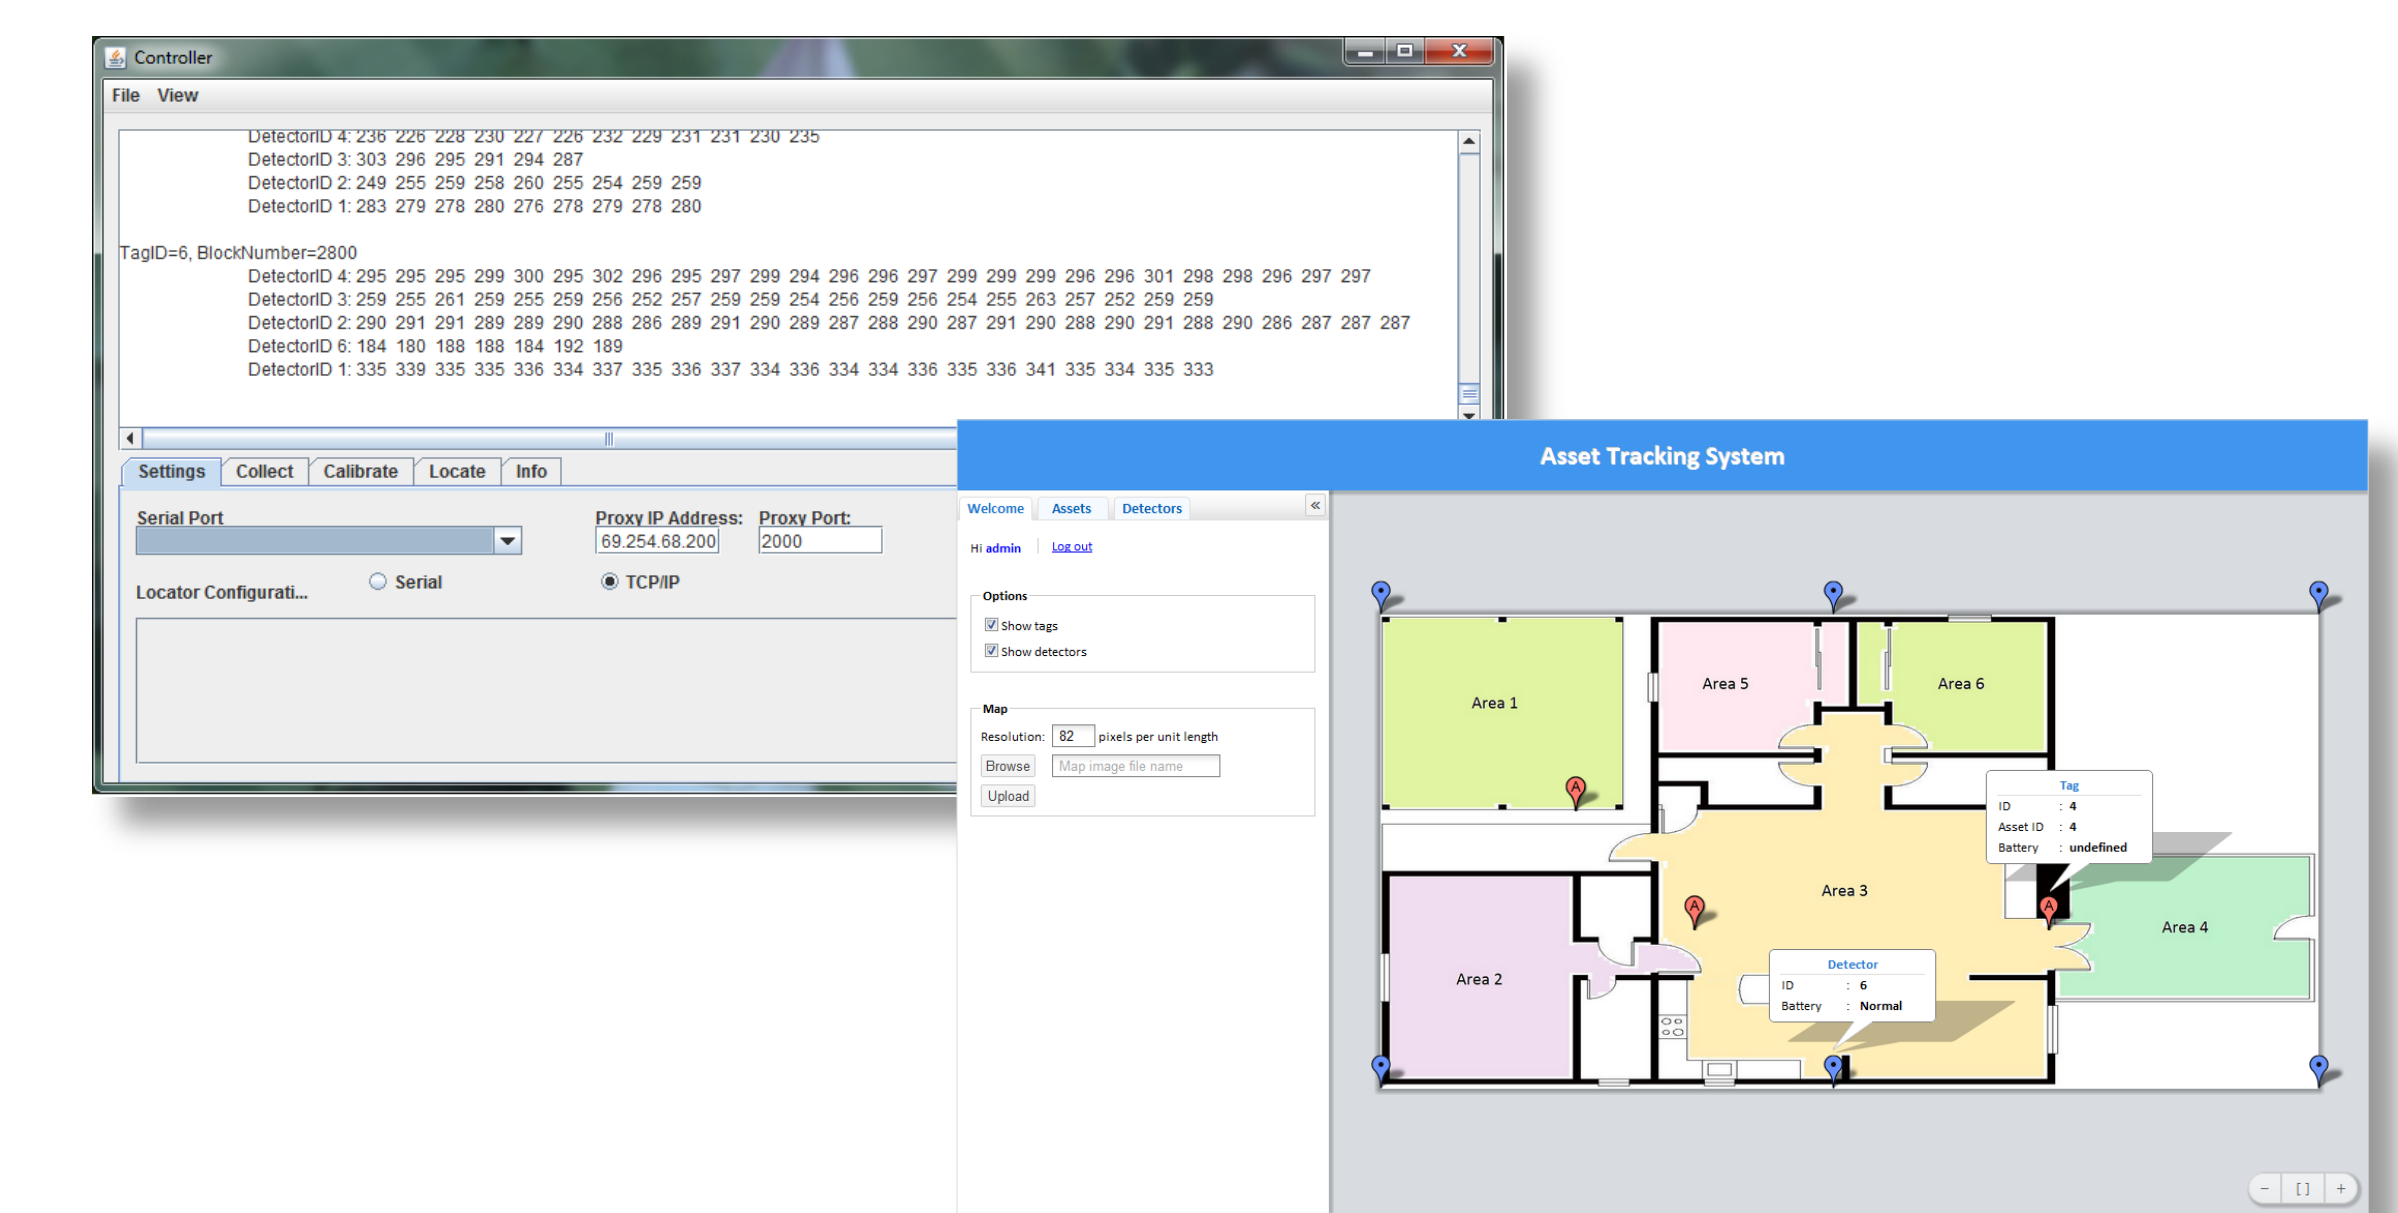 Controller
File View
DetectorID 4: 236 226 228 230 227 226 232 229 231 231 230 235
DetectorID 3: 303 296 295 291 294 287
DetectorID 2: 249 255 259 258 260 255 254 259 259
DetectorID 1: 283 279 278 280 276 278 279 278 280
TagID=6, BlockNumber=2800
DetectorID 4: 295 295 295 299 300 295 302 296 295 297 299 294 296 296 297 299 299 299 296 296 301 298 298 296 297 297
DetectorID 3: 259 255 261 259 255 259 256 252 257 259 259 254 256 259 256 254 255 263 257 252 259 259
DetectorID 2: 290 291 291 289 289 290 288 286 289 291 290 289 287 288 290 287 291 290 288 290 291 288 290 286 287 287 287
DetectorID 6: 184 180 188 188 184 192 189
DetectorID 1: 335 339 335 335 336 334 337 335 336 337 334 336 334 334 336 335 336 341 335 334 335 333
Settings Collect Calibrate Locate Info
Serial Port
Proxy IP Address: Proxy Port:
69.254.68.200 2000
Serial TCP/IP
Locator Configurati...
Asset Tracking System
Welcome Assets Detectors «
Hi admin Log out
Options
Show tags
Show detectors
Map
Resolution: 82 pixels per unit length
Browse Map image file name
Upload
Area 1
Area 5
Area 6
A
Tag
ID : 4
Asset ID : 4
Battery : undefined
Area 3
A
A
Area 4
Area 2
Detector
ID : 6
Battery : Normal
− [ ] +